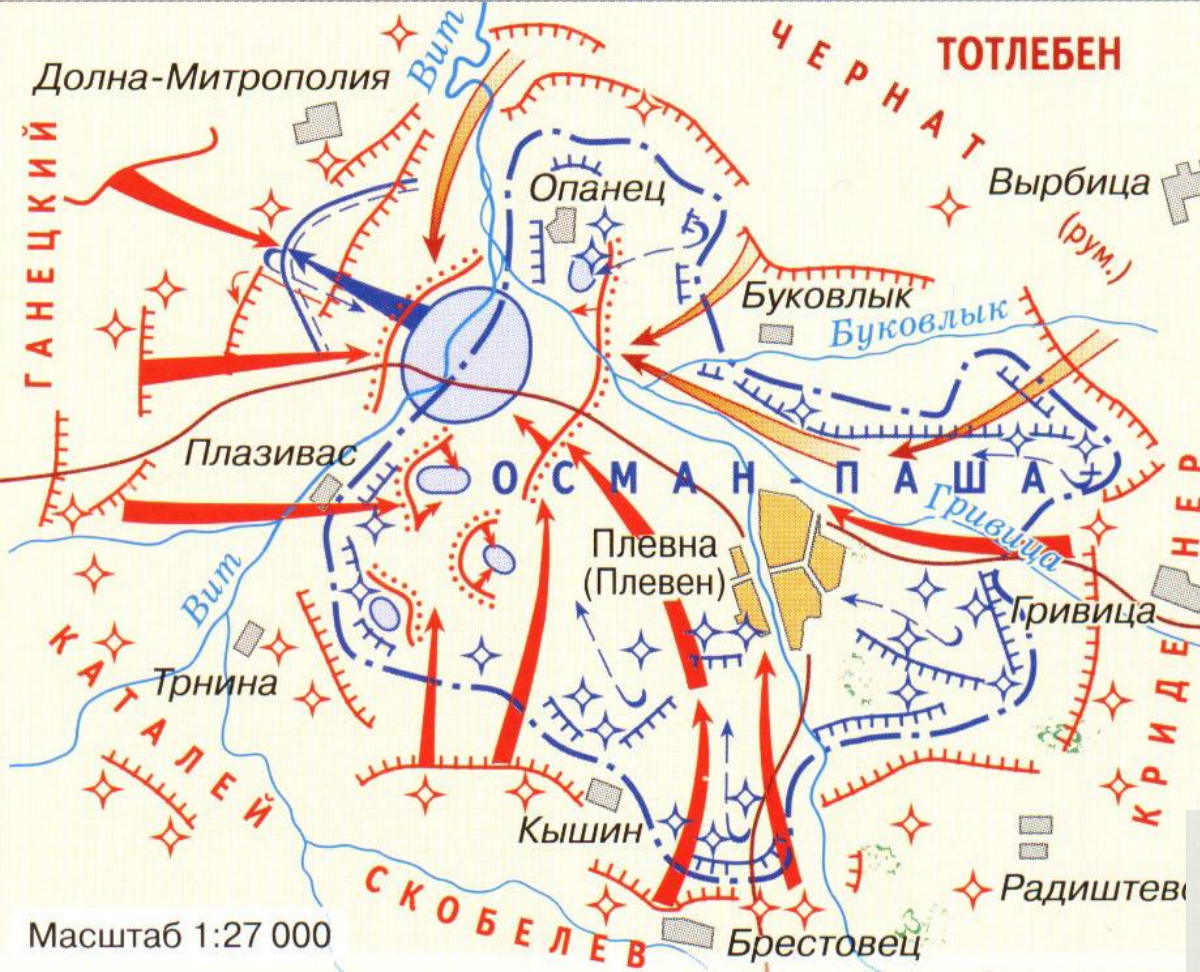 Вит
ЧЕРНАТ
ТОТЛЕБЕН
Долна-Митрополия
ГАНЕЦКИЙ
Опанец
Вырбица
(рум.)
Буковлык
Буковлык
Плазивас
ОСМАН-ПАША
Гривица
Плевна
(Плевен)
Вит
Гривица
КРИДЕНЕР
КАТАЛЕЙ
Трнина
Кышин
СКОБЕЛЕВ
Радиштево
Брестовец
Масштаб 1:27 000